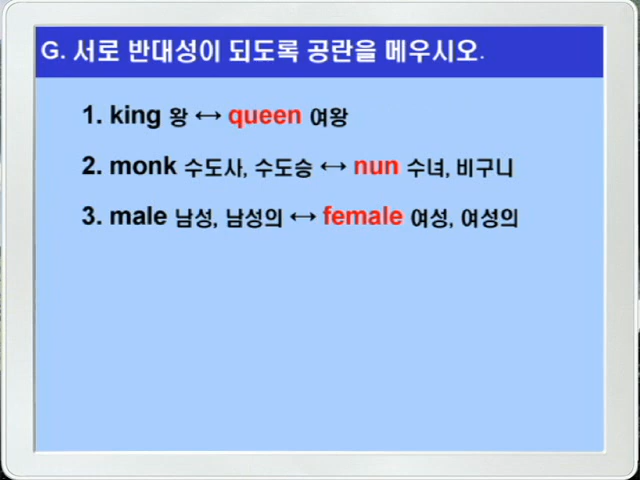 G. 서로 반대성이 되도록 공란을 메우시오.
1. king 왕 ↔ queen 여왕
2. monk 수도사, 수도승 ↔ nun 수녀, 비구니
3. male 남성, 남성의 ↔ female 여성, 여성의